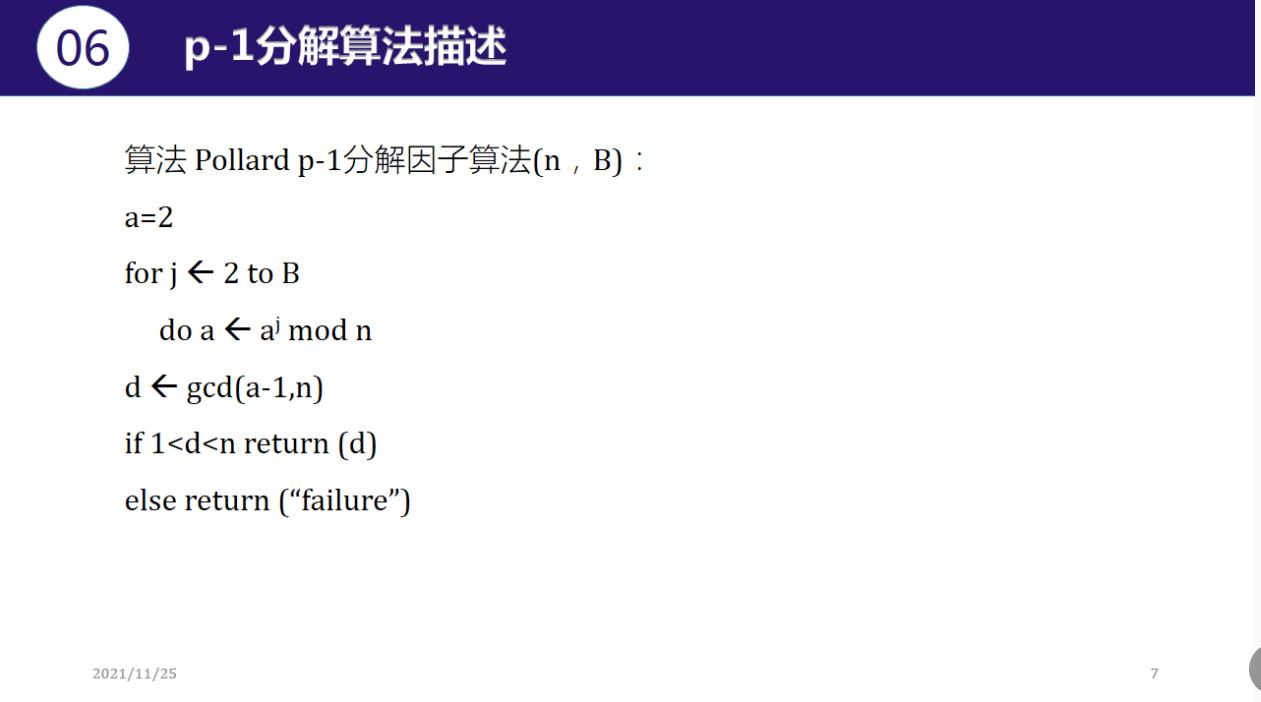 06
p-1分解算法描述
算法 Pollard p-1分解因子算法(n，B)：
a=2
for j ← 2 to B
do a ← aʲ mod n
d ← gcd(a-1,n)
if 1<d<n return (d)
else return (“failure”)
2021/11/25
7